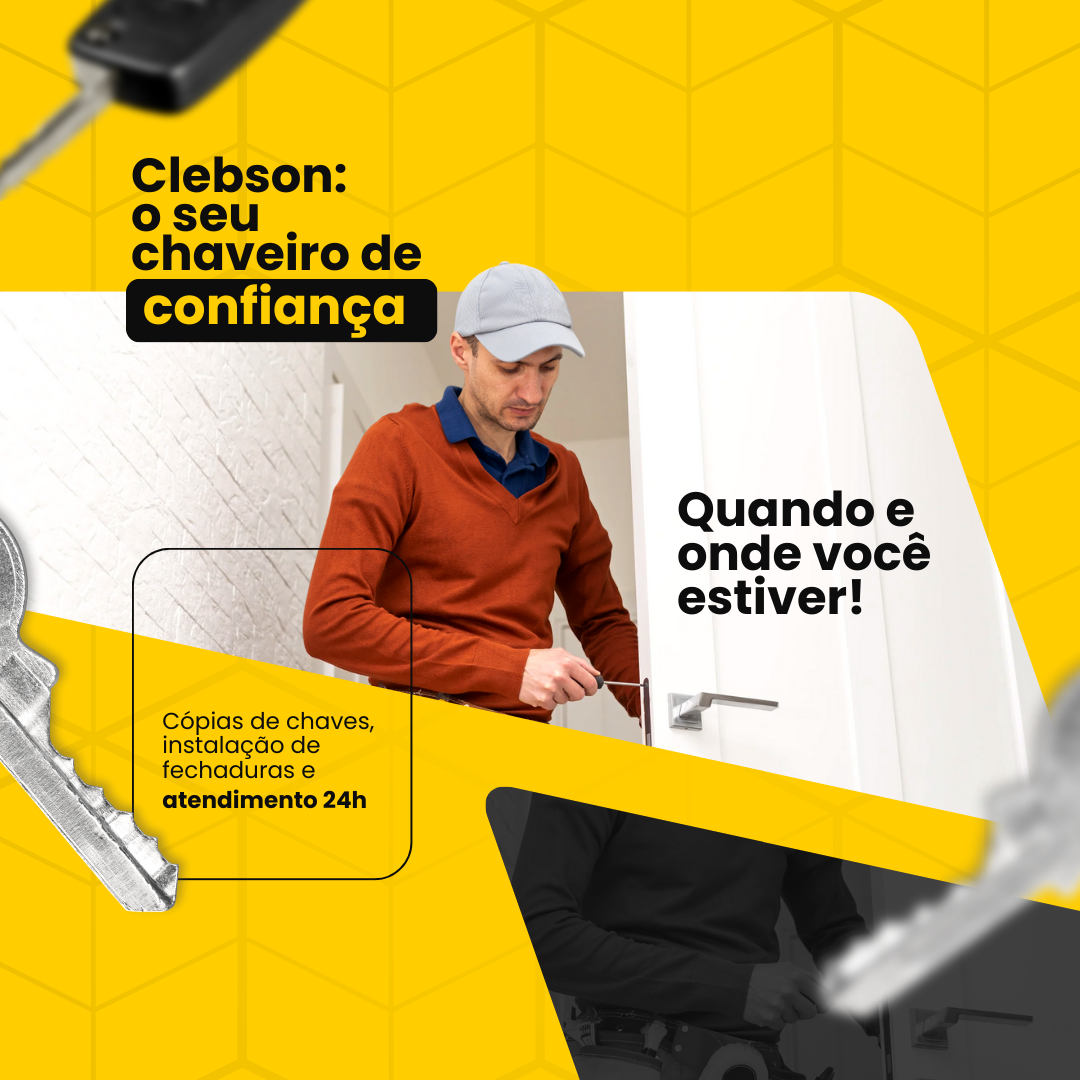 Clebson:
o seu
chaveiro de
confiança
Quando e
onde você
estiver!
Cópias de chaves,
instalação de
fechaduras e
atendimento 24h